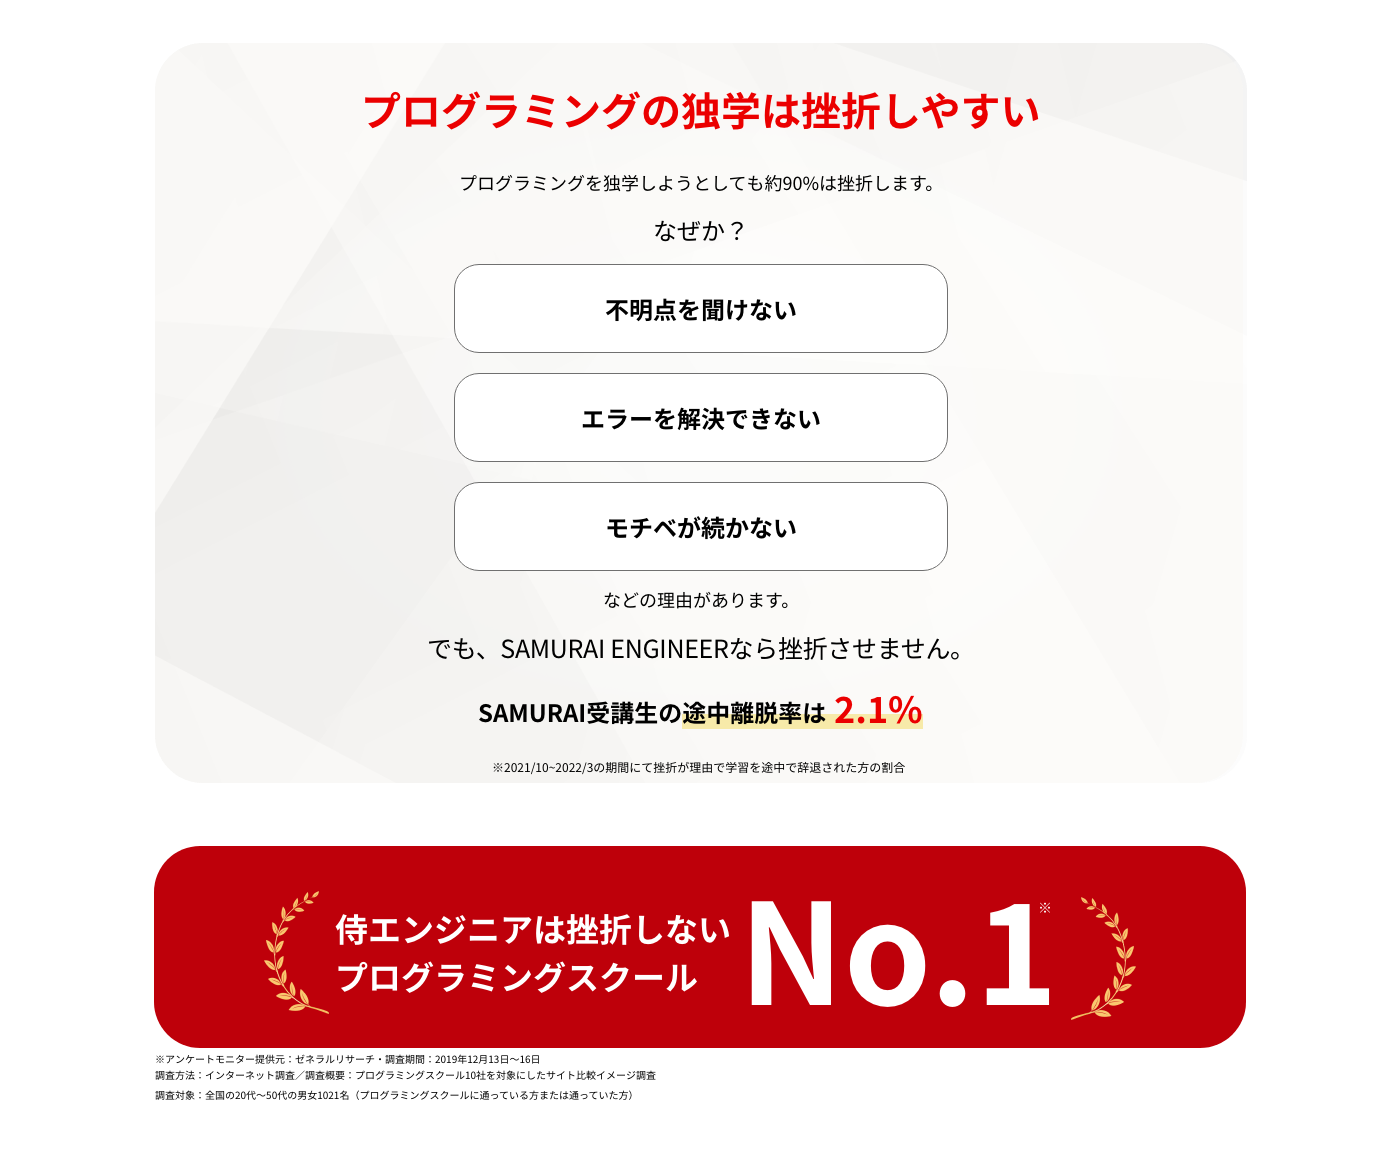 プログラミングの独学は挫折しやすい
プログラミングを独学しようとしても約90%は挫折します。
なぜか？
不明点を聞けない
エラーを解決できない
モチベが続かない
などの理由があります。
でも、SAMURAI ENGINEERなら挫折させません。
SAMURAI受講生の途中離脱率は 2.1%
※2021/10~2022/3の期間にて挫折が理由で学習を途中で辞退された方の割合
侍エンジニアは挫折しない
プログラミングスクール
No.1※
※アンケートモニター提供元：ゼネラルリサーチ・調査期間：2019年12月13日〜16日
調査方法：インターネット調査／調査概要：プログラミングスクール10社を対象にしたサイト比較イメージ調査
調査対象：全国の20代〜50代の男女1021名（プログラミングスクールに通っている方または通っていた方）